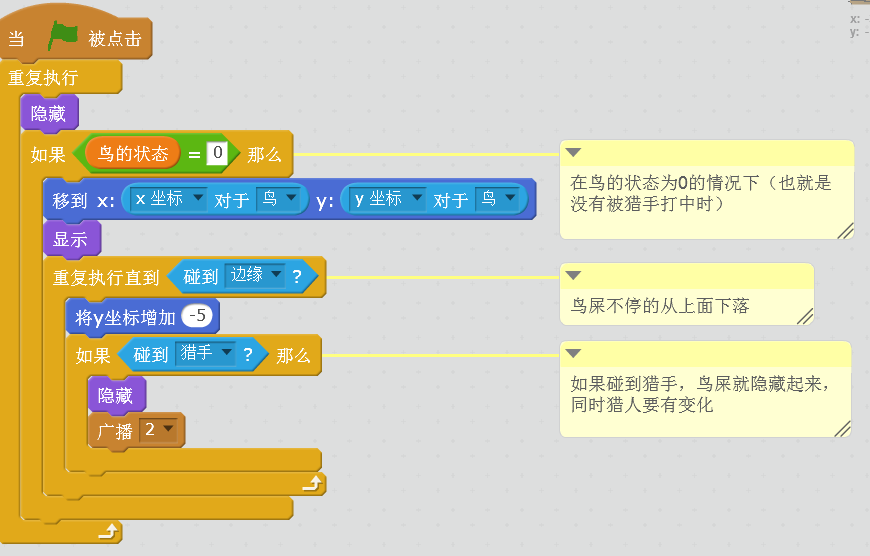 x: -
y: -
当 被点击
重复执行
隐藏
如果 鸟的状态 = 0 那么
在鸟的状态为0的情况下（也就是
没有被猎手打中时）
移到 x: x 坐标 对于 鸟 y: y 坐标 对于 鸟
显示
重复执行直到 碰到 边缘 ?
鸟屎不停的从上面下落
将y坐标增加 -5
如果 碰到 猎手 ? 那么
如果碰到猎手，鸟屎就隐藏起来，
同时猎人要有变化
隐藏
广播 2